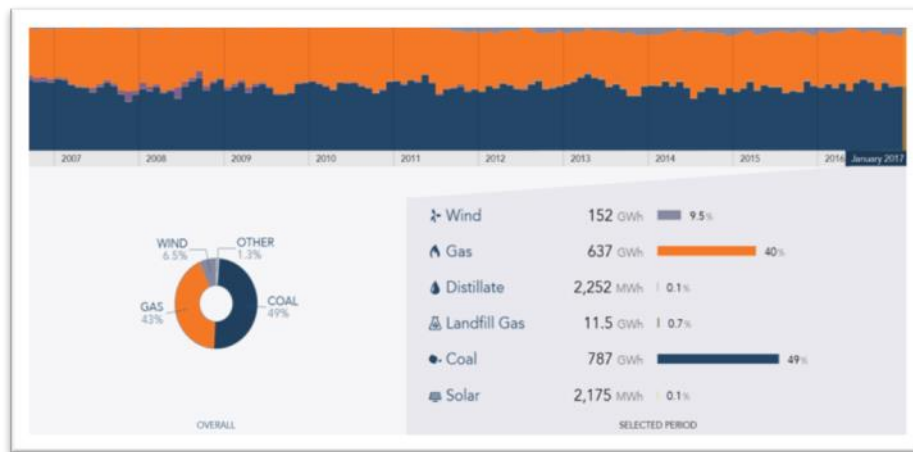 2007 2008 2009 2010 2011 2012 2013 2014 2015 2016 January 2017
WIND
6.5%
OTHER
1.3%
GAS
43%
COAL
49%
OVERALL
Wind 152 GWh 9.5%
Gas 637 GWh 40%
Distillate 2,252 MWh 0.1%
Landfill Gas 11.5 GWh 0.7%
Coal 787 GWh 49%
Solar 2,175 MWh 0.1%
SELECTED PERIOD